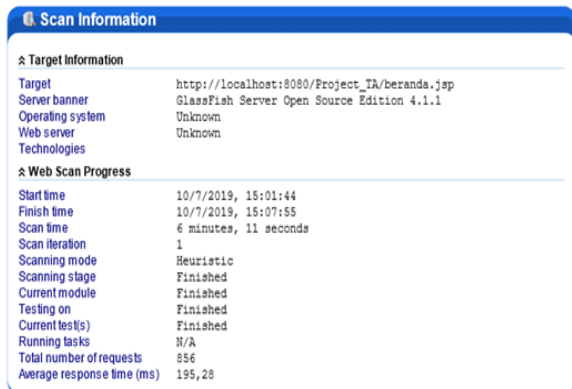 Scan Information
Target Information
Target http://localhost:8080/Project_TA/beranda.jsp
Server banner GlassFish Server Open Source Edition 4.1.1
Operating system Unknown
Web server Unknown
Technologies
Web Scan Progress
Start time 10/7/2019, 15:01:44
Finish time 10/7/2019, 15:07:55
Scan time 6 minutes, 11 seconds
Scan iteration 1
Scanning mode Heuristic
Scanning stage Finished
Current module Finished
Testing on Finished
Current test(s) Finished
Running tasks N/A
Total number of requests 856
Average response time (ms) 195,28